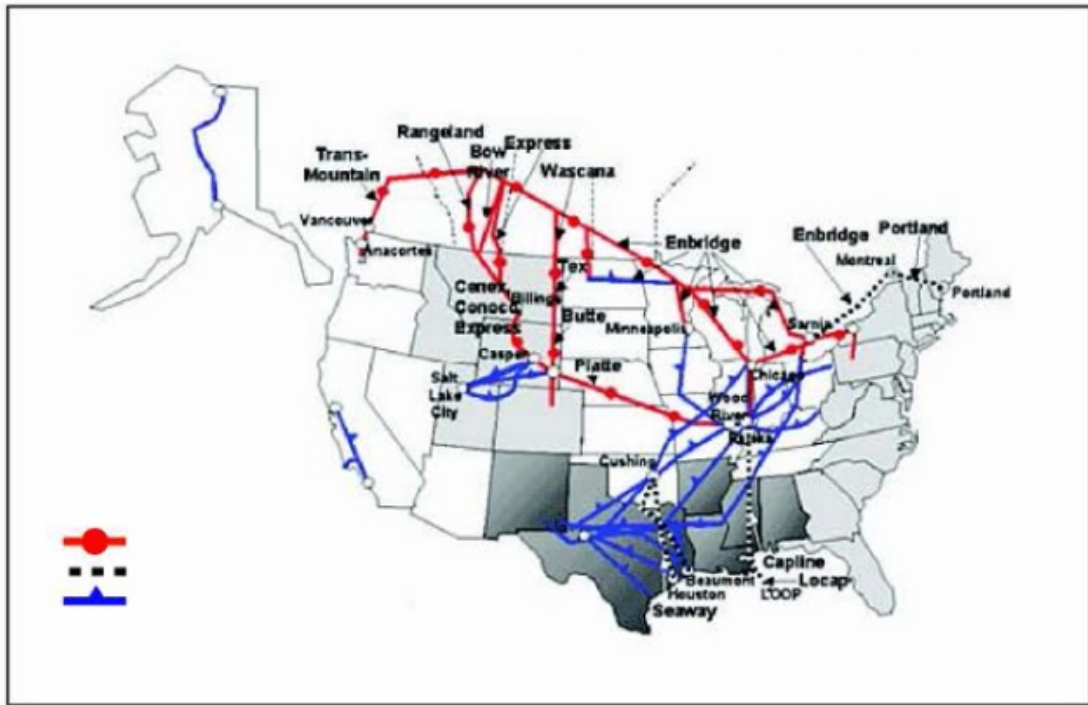 Rangeland
Bow
River
Express
Wascana
Trans-
Mountain
Vancouver
Anacortes
Enbridge
Enbridge
Portland
Montreal
Portland
Tex
Cenex
Conoco
Express
Billings
Butte
Minneapolis
Sarnia
Casper
Platte
Chicago
Salt
Lake
City
Wood
River
Patoka
Cushing
Capline
Beaumont
Locap
Houston
LOOP
Seaway